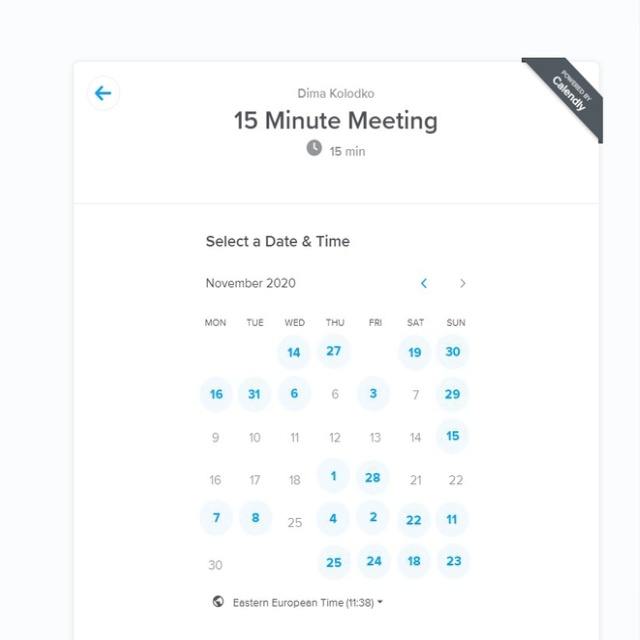 POWERED BY
Calendly
Dima Kolodko
15 Minute Meeting
15 min
Select a Date & Time
November 2020
MON TUE WED THU FRI SAT SUN
14 27 19 30
16 31 6 6 3 7 29
9 10 11 12 13 14 15
16 17 18 1 28 21 22
7 8 25 4 2 22 11
30 25 24 18 23
Eastern European Time (11:38)